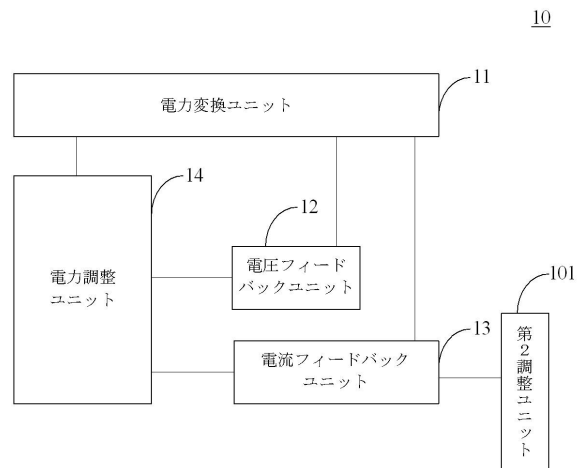 10
電力変換ユニット
11
電力調整
ユニット
14
電圧フィード
バックユニット
12
電流フィードバック
ユニット
13
第2調整ユニット
101